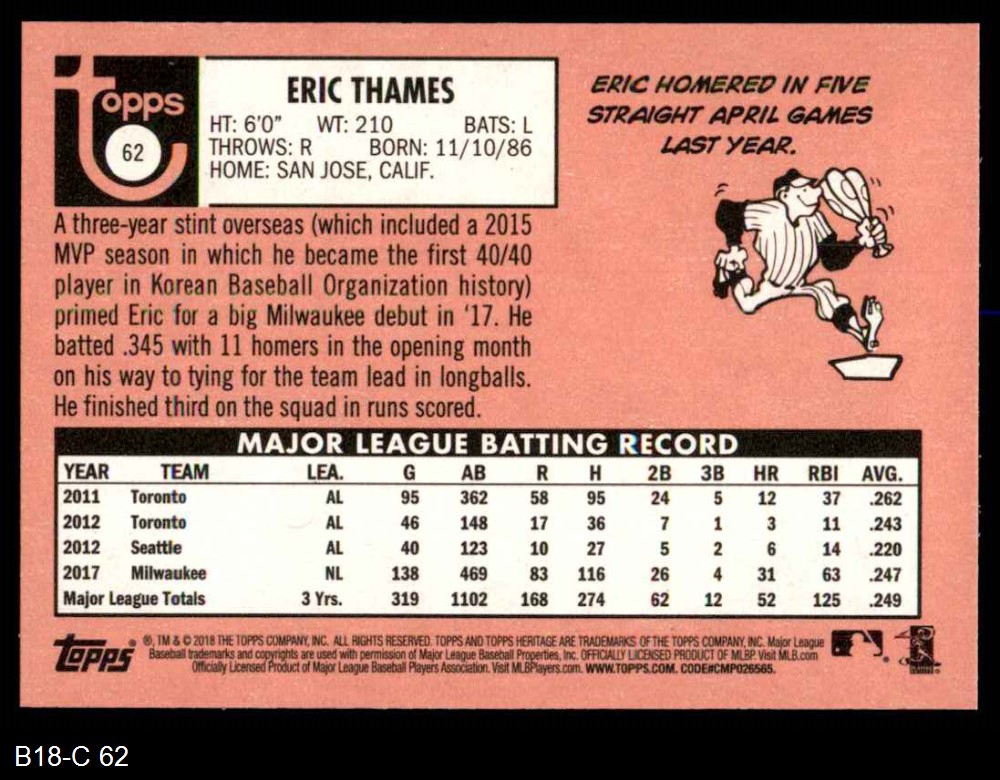 Topps
62
ERIC THAMES
HT: 6'0" WT: 210 BATS: L
THROWS: R BORN: 11/10/86
HOME: SAN JOSE, CALIF.
ERIC HOMERED IN FIVE
STRAIGHT APRIL GAMES
LAST YEAR.
A three-year stint overseas (which included a 2015
MVP season in which he became the first 40/40
player in Korean Baseball Organization history)
primed Eric for a big Milwaukee debut in '17. He
batted .345 with 11 homers in the opening month
on his way to tying for the team lead in longballs.
He finished third on the squad in runs scored.
MAJOR LEAGUE BATTING RECORD
YEAR TEAM LEA. G AB R H 2B 3B HR RBI AVG.
2011 Toronto AL 95 362 58 95 24 5 12 37 .262
2012 Toronto AL 46 148 17 36 7 1 3 11 .243
2012 Seattle AL 40 123 10 27 5 2 6 14 .220
2017 Milwaukee NL 138 469 83 116 26 4 31 63 .247
Major League Totals 3 Yrs. 319 1102 168 274 62 12 52 125 .249
Topps ®, TM & © 2018 THE TOPPS COMPANY, INC. ALL RIGHTS RESERVED. TOPPS AND TOPPS HERITAGE ARE TRADEMARKS OF THE TOPPS COMPANY, INC. Major League
Baseball trademarks and copyrights are used with permission of Major League Baseball Properties, Inc. OFFICIALLY LICENSED PRODUCT OF MLBP. Visit MLB.com
Officially Licensed Product of Major League Baseball Players Association. Visit MLBPlayers.com. WWW.TOPPS.COM. CODE#CMP026565.
B18-C 62